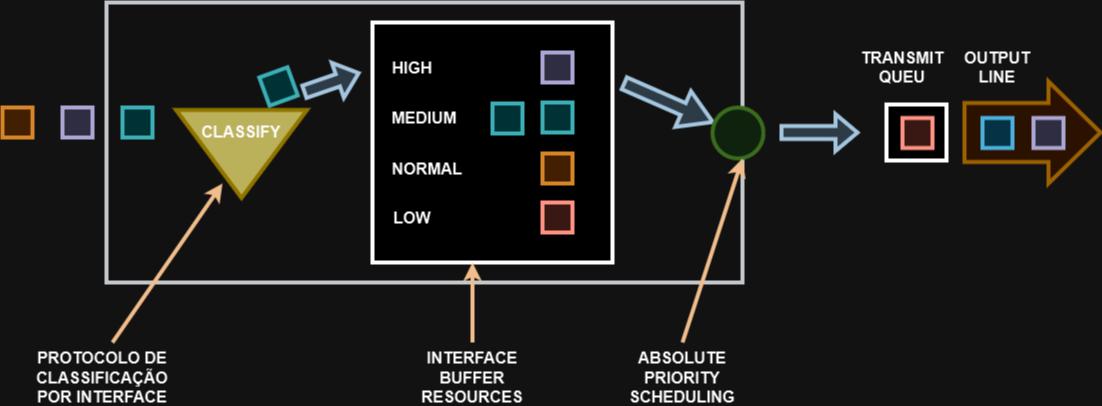 CLASSIFY
HIGH
MEDIUM
NORMAL
LOW
TRANSMIT
QUEU
OUTPUT
LINE
PROTOCOLO DE
CLASSIFICAÇÃO
POR INTERFACE
INTERFACE
BUFFER
RESOURCES
ABSOLUTE
PRIORITY
SCHEDULING